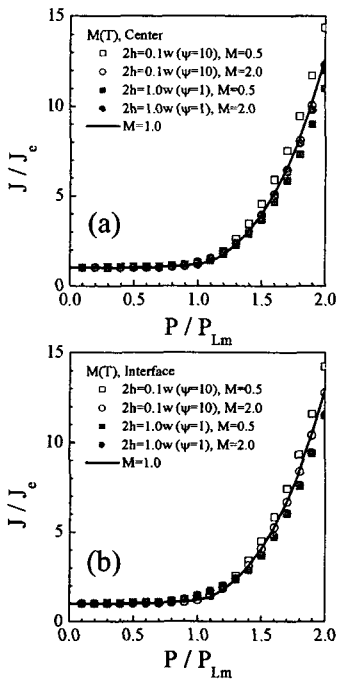 15
M(T), Center
2h=0.1w (ψ=10), M=0.5
2h=0.1w (ψ=10), M=2.0
10
2h=1.0w (ψ=1), M=0.5
2h=1.0w (ψ=1), M=2.0
M=1.0
J / Je
5
(a)
0
0.0 0.5 1.0 1.5 2.0
P / PLm
15
M(T), Interface
2h=0.1w (ψ=10), M=0.5
2h=0.1w (ψ=10), M=2.0
10
2h=1.0w (ψ=1), M=0.5
2h=1.0w (ψ=1), M=2.0
M=1.0
J / Je
5
(b)
0
0.0 0.5 1.0 1.5 2.0
P / PLm